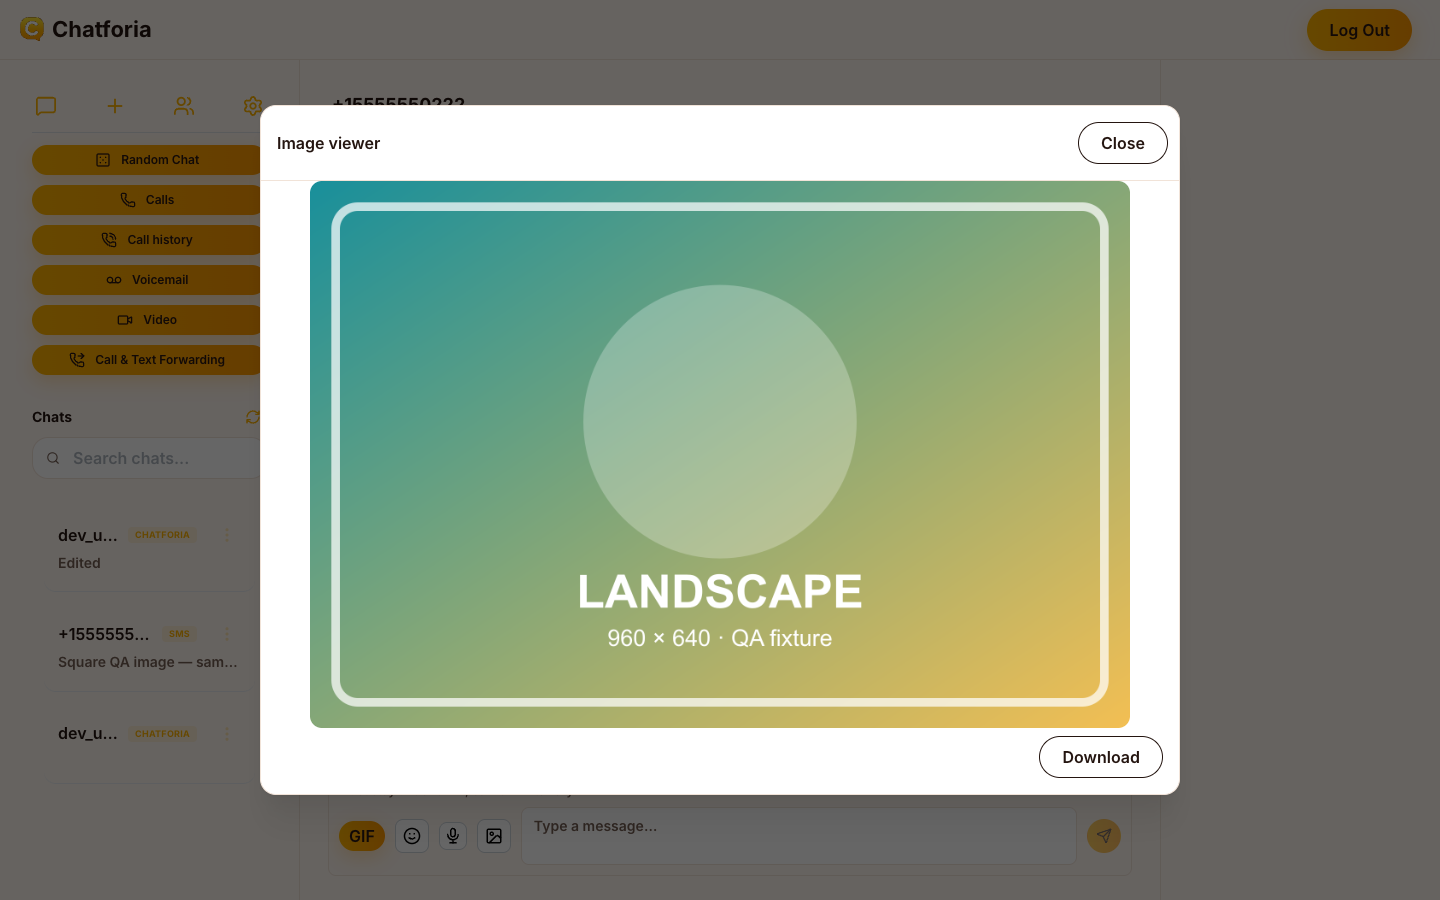 Chatforia
Log Out
+15555550222
Image viewer
Close
Random Chat
Calls
Call history
Voicemail
Video
Call & Text Forwarding
Chats
Search chats...
dev_u... CHATFORIA
Edited
+1555555... SMS
Square QA image — sam...
dev_u... CHATFORIA
LANDSCAPE
960 × 640 · QA fixture
Download
GIF
Type a message...